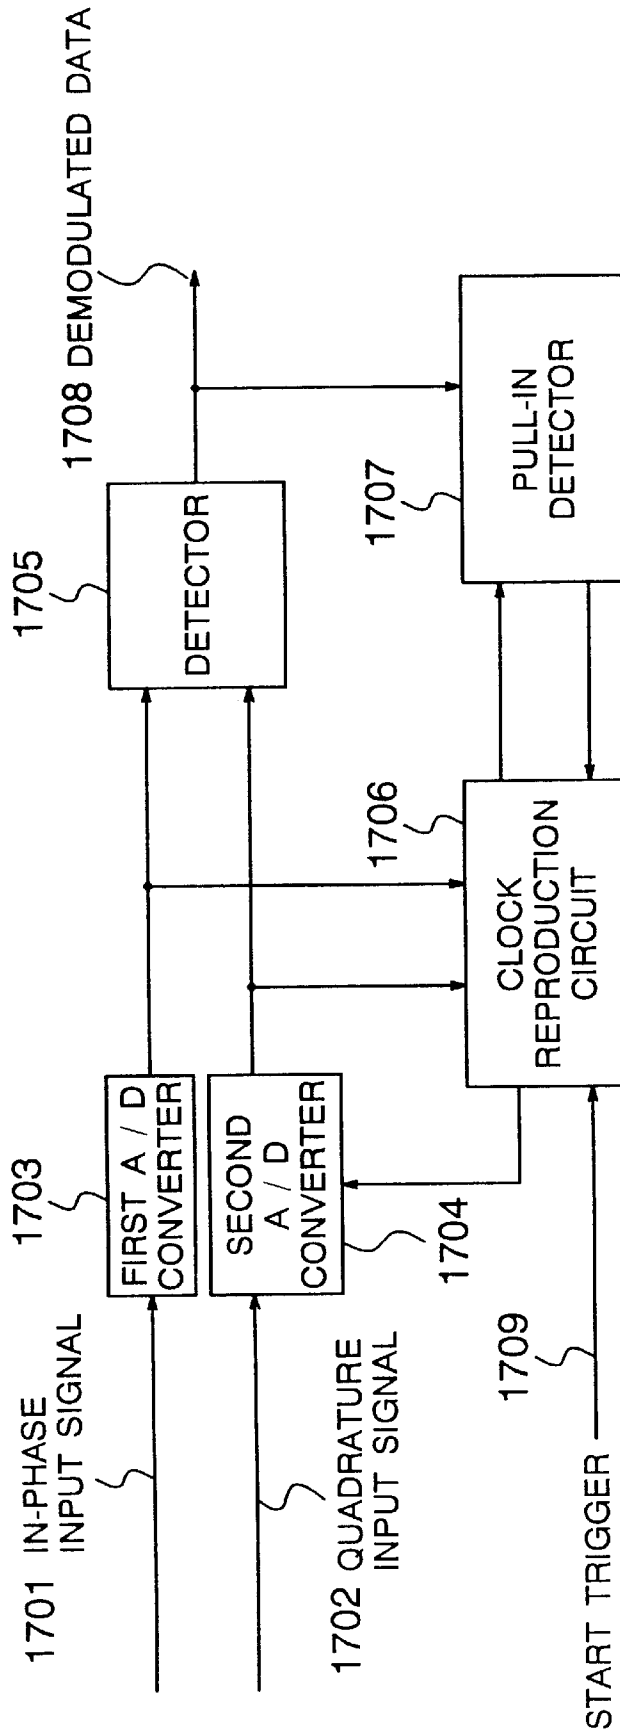 1701 IN-PHASE
INPUT SIGNAL
1703
FIRST A / D
CONVERTER
1705
DETECTOR
1708 DEMODULATED DATA
1702 QUADRATURE
INPUT SIGNAL
SECOND
A / D
CONVERTER
1704
1706
CLOCK
REPRODUCTION
CIRCUIT
1707
PULL-IN
DETECTOR
START TRIGGER
1709